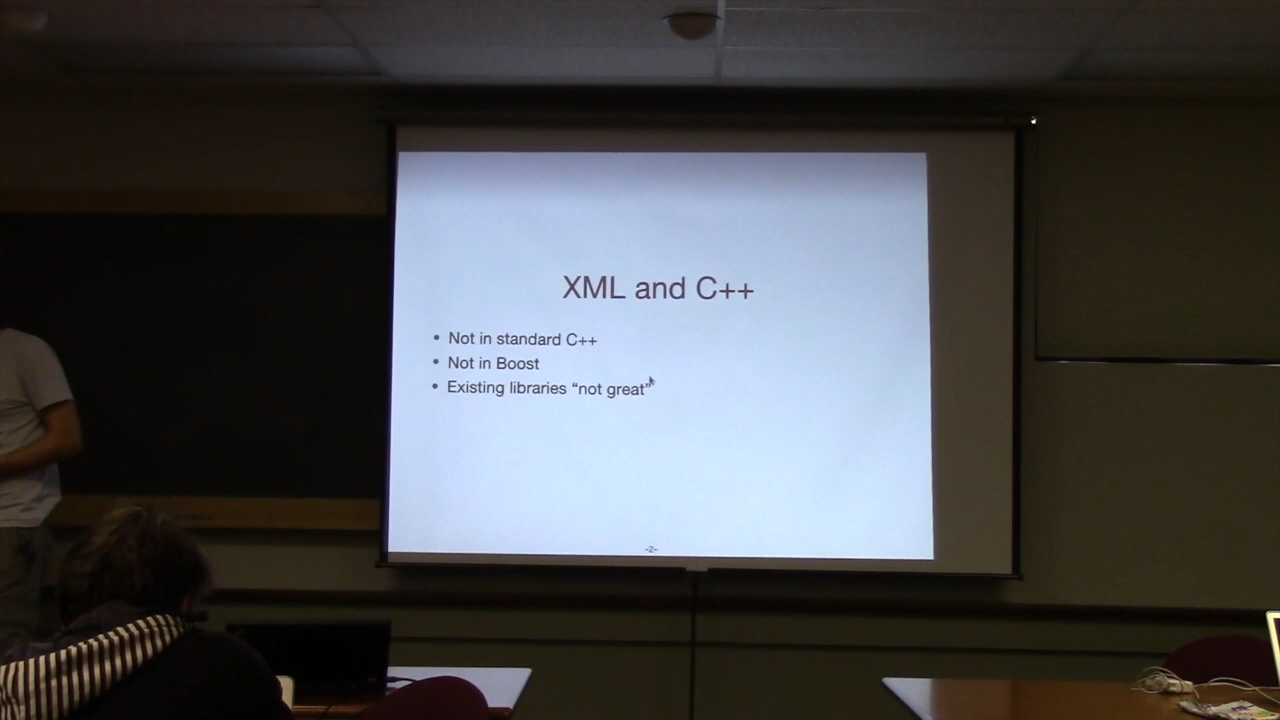 XML and C++
• Not in standard C++
• Not in Boost
• Existing libraries “not great”
-2-